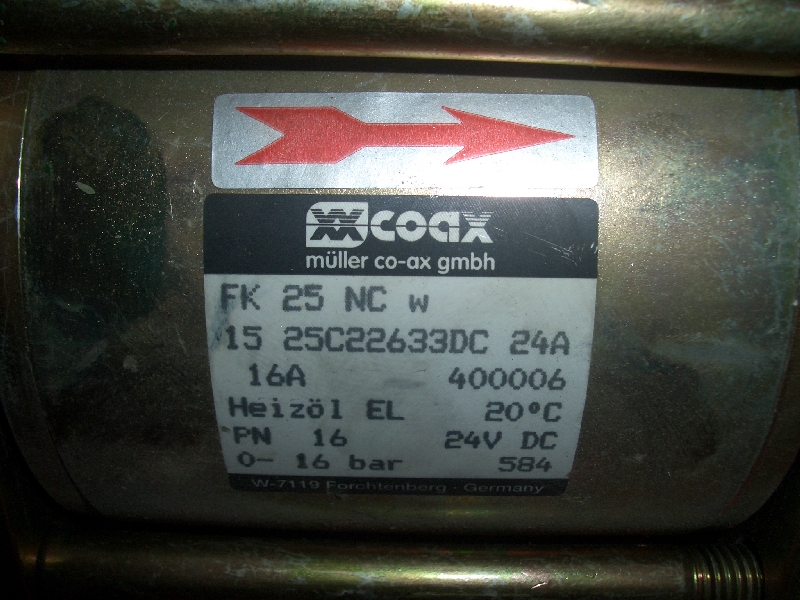 coax
müller co-ax gmbh
FK 25 NC w
15 25C22633DC 24A
16A 400006
Heizöl EL 20°C
PN 16 24V DC
0- 16 bar 584
W-7119 Forchtenberg · Germany